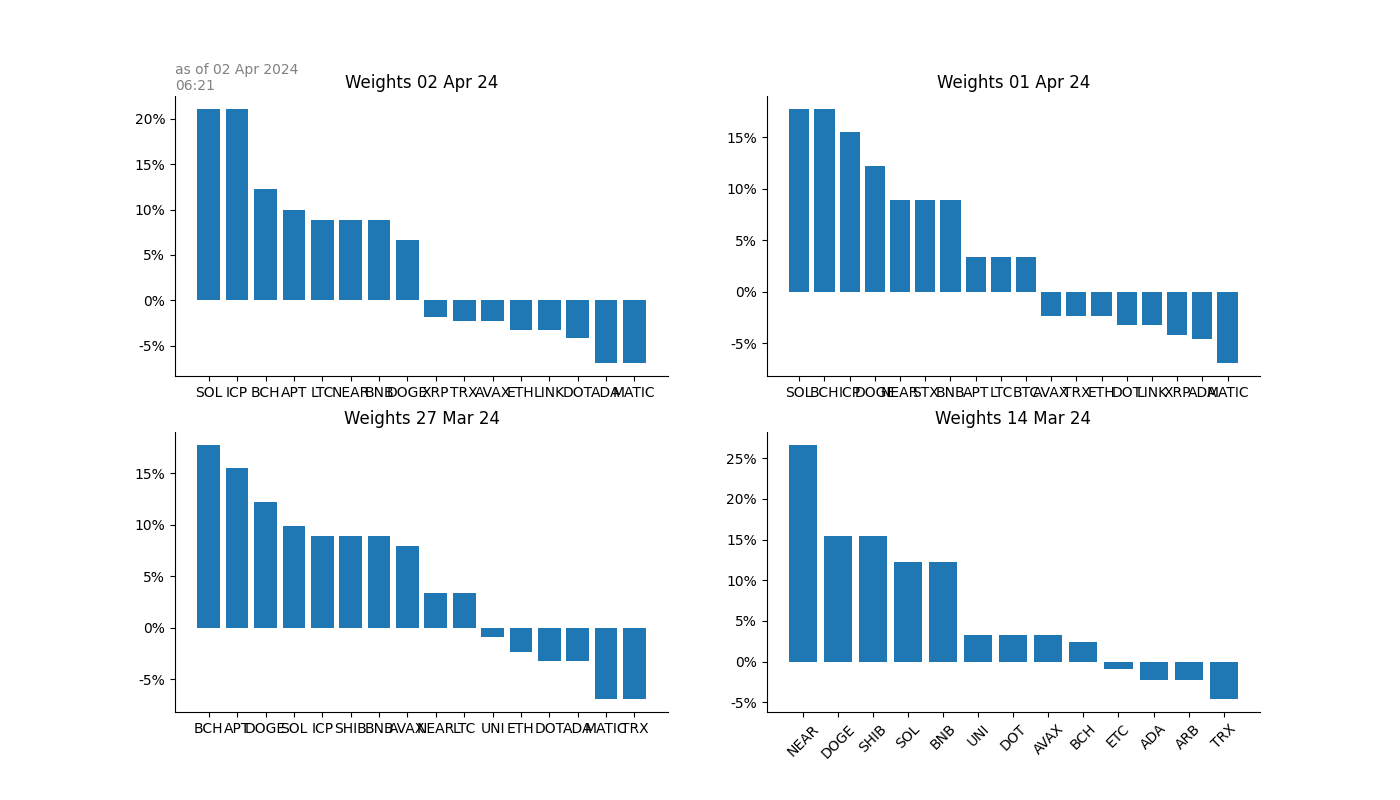 as of 02 Apr 2024
06:21
Weights 02 Apr 24
20%
15%
10%
5%
0%
-5%
SOL ICP BCH APT LTC NEAR BNB DOGE XRP TRX AVAX ETH LINK DOT ADA MATIC
Weights 01 Apr 24
15%
10%
5%
0%
-5%
SOL BCH ICP DOGE NEAR STX BNB APT LTC BTC AVAX TRX ETH DOT LINK XRP ADA MATIC
Weights 27 Mar 24
15%
10%
5%
0%
-5%
BCH APT DOGE SOL ICP SHIB BNB AVAX NEAR LTC UNI ETH DOT ADA MATIC TRX
Weights 14 Mar 24
25%
20%
15%
10%
5%
0%
-5%
NEAR DOGE SHIB SOL BNB UNI DOT AVAX BCH ETC ADA ARB TRX